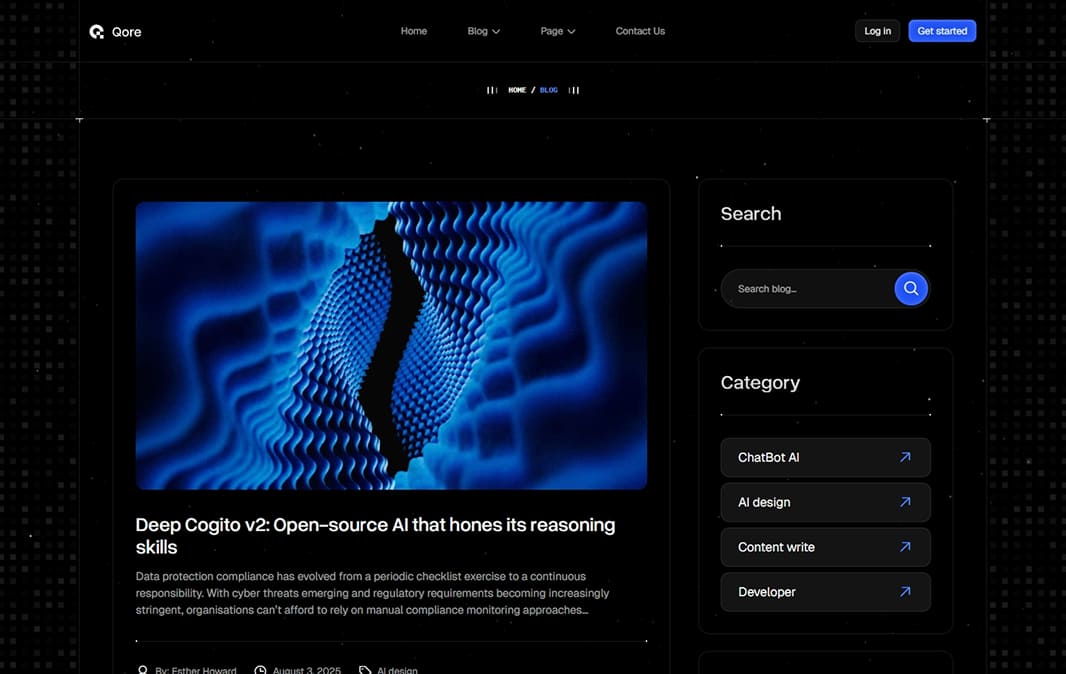 Qore
Home
Blog
Page
Contact Us
Log in
Get started
HOME / BLOG
Deep Cogito v2: Open-source AI that hones its reasoning
skills
Data protection compliance has evolved from a periodic checklist exercise to a continuous
responsibility. With cyber threats emerging and regulatory requirements becoming increasingly
stringent, organisations can't afford to rely on manual compliance monitoring approaches...
By: Esther Howard
August 3, 2025
AI design
Search
Search blog...
Category
ChatBot AI
AI design
Content write
Developer